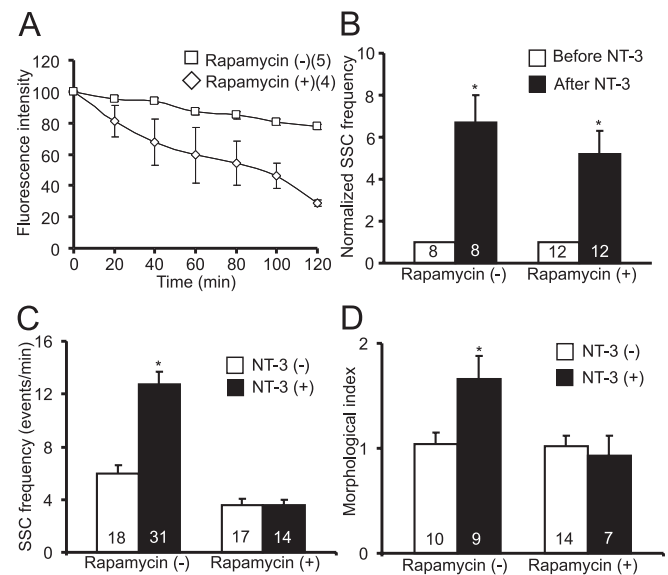 A
Rapamycin (-)(5)
Rapamycin (+)(4)
Fluorescence intensity
120
100
80
60
40
20
0
0 20 40 60 80 100 120
Time (min)
B
Before NT-3
After NT-3
Normalized SSC frequency
10
8
6
4
2
0
* *
8 8 12 12
Rapamycin (-) Rapamycin (+)
C
NT-3 (-)
NT-3 (+)
SSC frequency (events/min)
16
12
8
4
0
*
18 31 17 14
Rapamycin (-) Rapamycin (+)
D
NT-3 (-)
NT-3 (+)
Morphological index
2
1
0
*
10 9 14 7
Rapamycin (-) Rapamycin (+)